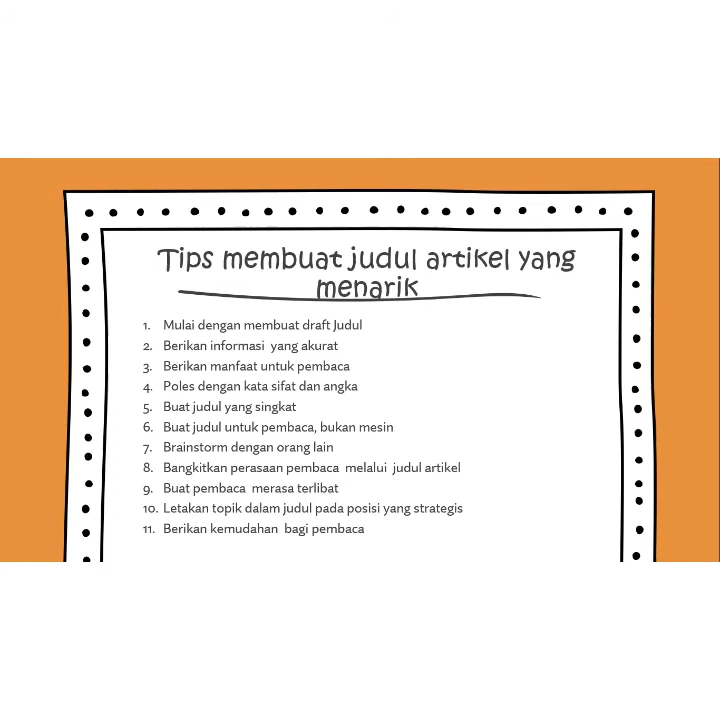 Tips membuat judul artikel yang
menarik
1. Mulai dengan membuat draft Judul
2. Berikan informasi yang akurat
3. Berikan manfaat untuk pembaca
4. Poles dengan kata sifat dan angka
5. Buat judul yang singkat
6. Buat judul untuk pembaca, bukan mesin
7. Brainstorm dengan orang lain
8. Bangkitkan perasaan pembaca melalui judul artikel
9. Buat pembaca merasa terlibat
10. Letakan topik dalam judul pada posisi yang strategis
11. Berikan kemudahan bagi pembaca